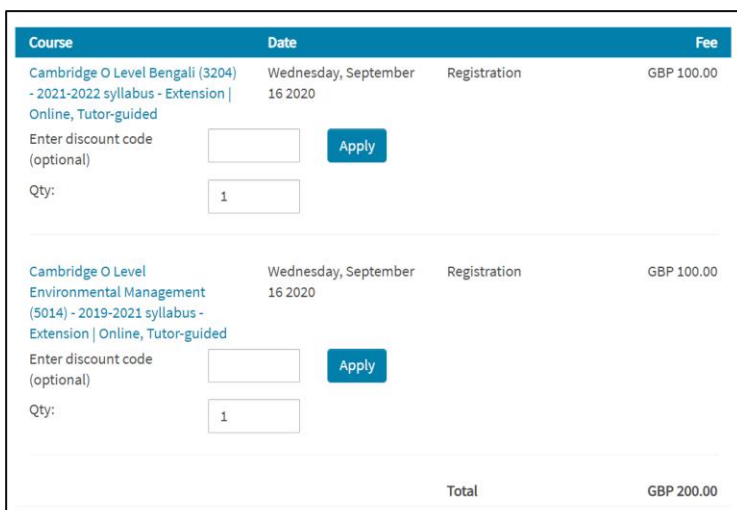 Course Date Fee
Cambridge O Level Bengali (3204) Wednesday, September Registration GBP 100.00
- 2021-2022 syllabus - Extension | 16 2020
Online, Tutor-guided
Enter discount code
(optional) Apply
Qty: 1
Cambridge O Level Wednesday, September Registration GBP 100.00
Environmental Management 16 2020
(5014) - 2019-2021 syllabus -
Extension | Online, Tutor-guided
Enter discount code
(optional) Apply
Qty: 1
Total GBP 200.00